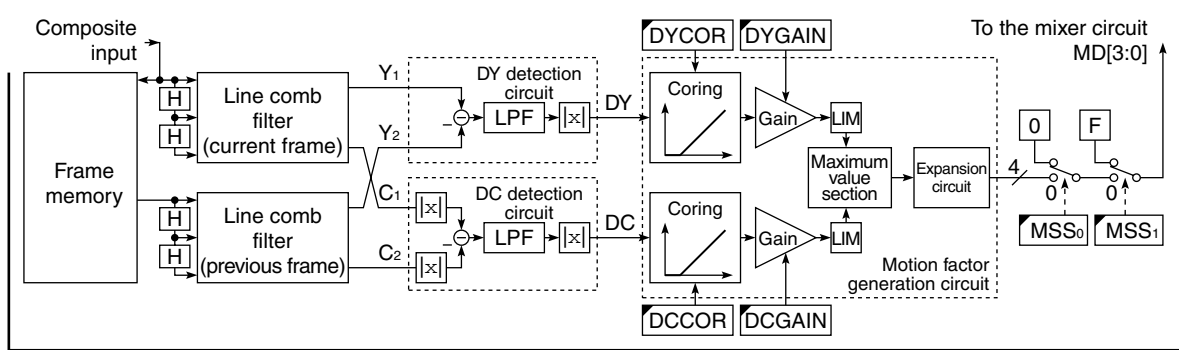 Composite
input
To the mixer circuit
MD[3:0]
DYCOR
DYGAIN
H
H
Line comb
filter
(current frame)
Y1
Y2
DY detection
circuit
−
LPF
|x|
DY
Coring
Gain
LIM
Frame
memory
Maximum
value
section
Expansion
circuit
4
0
F
0
0
MSS0
MSS1
H
H
Line comb
filter
(previous frame)
C1
C2
|x|
|x|
DC detection
circuit
−
LPF
|x|
DC
Coring
Gain
LIM
Motion factor
generation circuit
DCCOR
DCGAIN